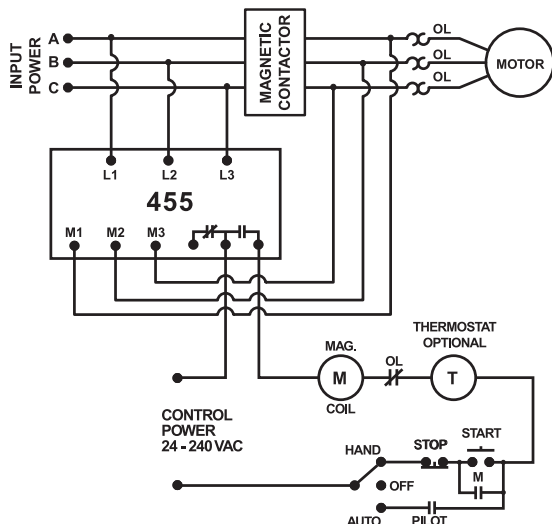 INPUT
POWER
A
B
C
MAGNETIC
CONTACTOR
OL
OL
OL
MOTOR
L1
L2
L3
455
M1
M2
M3
THERMOSTAT
OPTIONAL
MAG.
OL
M
T
COIL
CONTROL
POWER
24 - 240 VAC
HAND
STOP
START
M
OFF
AUTO
PILOT